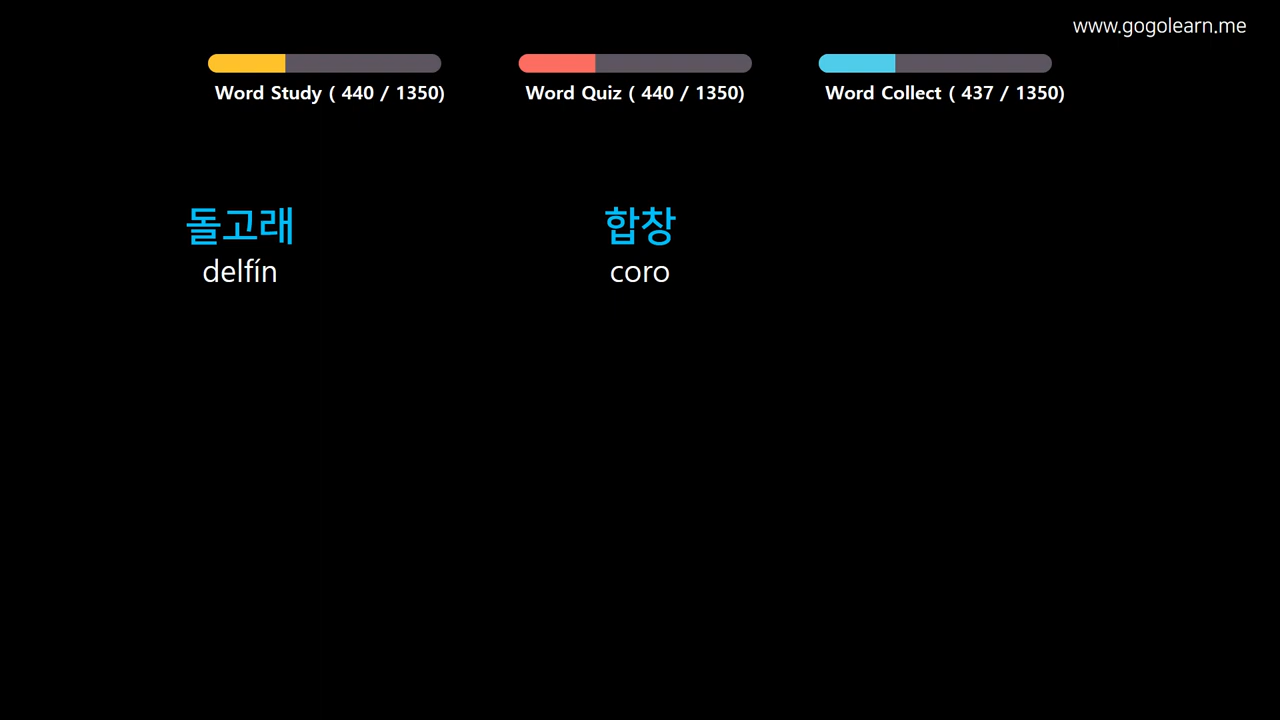 www.gogolearn.me
Word Study ( 440 / 1350)
Word Quiz ( 440 / 1350)
Word Collect ( 437 / 1350)
돌고래
delfín
합창
coro